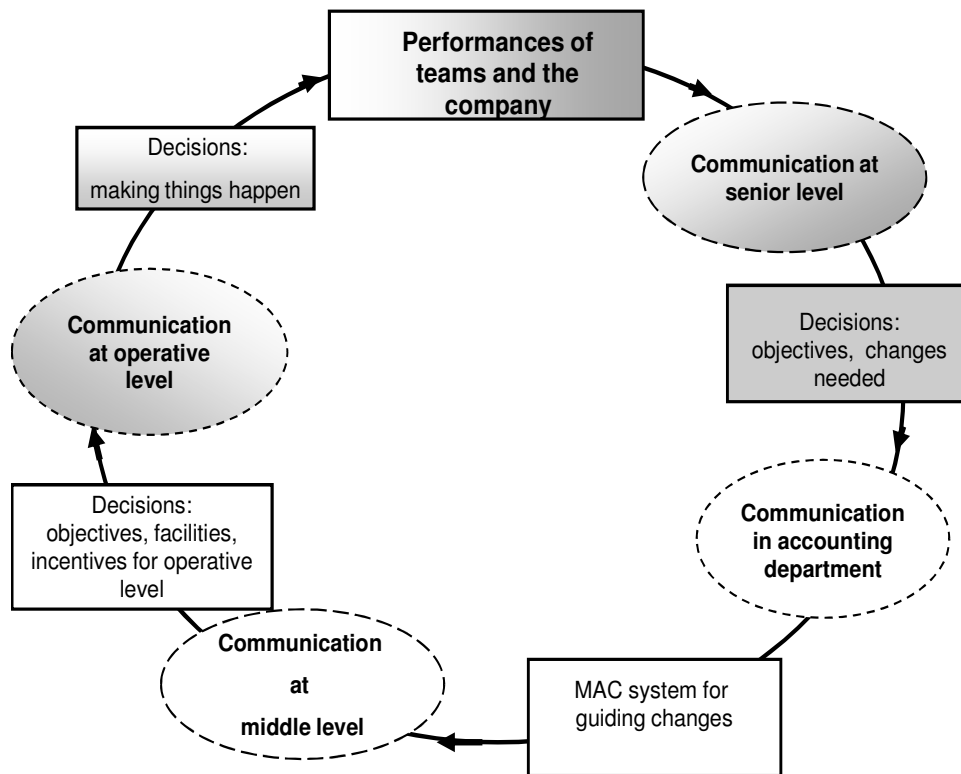 Performances of
teams and the
company
Communication at
senior level
Decisions:
objectives, changes
needed
Communication
in accounting
department
MAC system for
guiding changes
Communication
at
middle level
Decisions:
objectives, facilities,
incentives for operative
level
Communication
at operative
level
Decisions:
making things happen